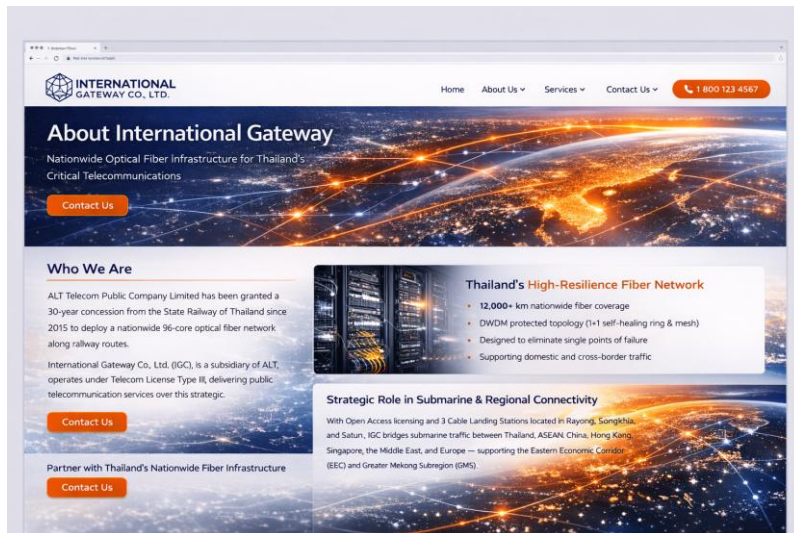 INTERNATIONAL
GATEWAY CO., LTD.
Home
About Us
Services
Contact Us
1 800 123 4567
About International Gateway
Nationwide Optical Fiber Infrastructure for Thailand's
Critical Telecommunications
Contact Us
Who We Are
ALT Telecom Public Company Limited has been granted a
30-year concession from the State Railway of Thailand since
2015 to deploy a nationwide 96-core optical fiber network
along railway routes.
International Gateway Co., Ltd. (IGC), is a subsidiary of ALT,
operates under Telecom License Type III, delivering public
telecommunication services over this strategic.
Contact Us
Partner with Thailand's Nationwide Fiber Infrastructure
Contact Us
Thailand's High-Resilience Fiber Network
• 12,000+ km nationwide fiber coverage
• DWDM protected topology (1+1 self-healing ring & mesh)
• Designed to eliminate single points of failure
• Supporting domestic and cross-border traffic
Strategic Role in Submarine & Regional Connectivity
With Open Access licensing and 3 Cable Landing Stations located in Rayong, Songkhla,
and Satun, IGC bridges submarine traffic between Thailand, ASEAN, China, Hong Kong,
Singapore, the Middle East, and Europe — supporting the Eastern Economic Corridor
(EEC) and Greater Mekong Subregion (GMS).